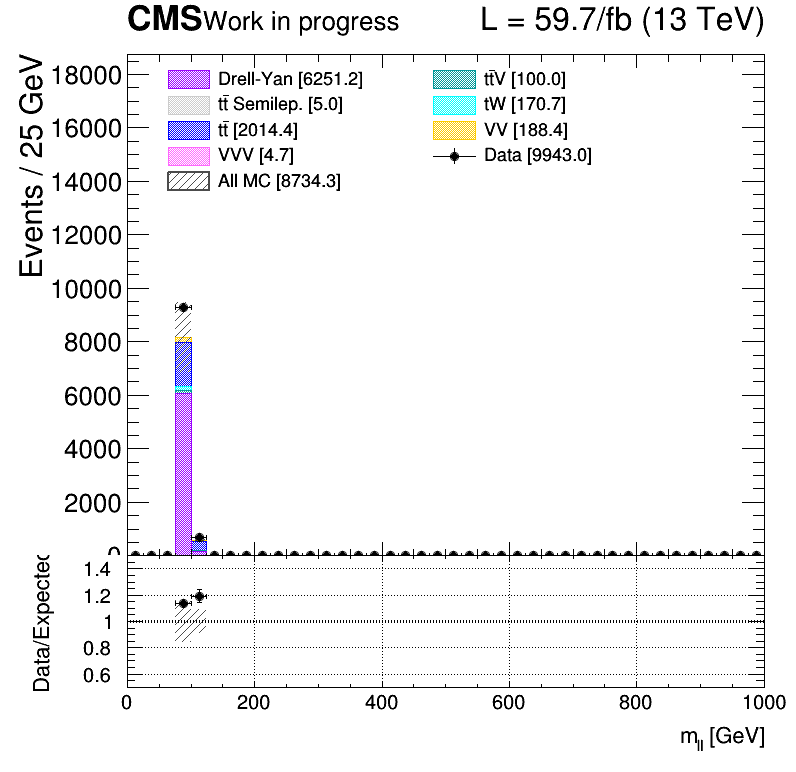 CMS Work in progress L = 59.7/fb (13 TeV)
Events / 25 GeV
18000
16000
14000
12000
10000
8000
6000
4000
2000
0
Drell-Yan [6251.2]
tt̄ Semilep. [5.0]
tt̄ [2014.4]
VVV [4.7]
All MC [8734.3]
tt̄V [100.0]
tW [170.7]
VV [188.4]
Data [9943.0]
Data/Expected
1.4
1.2
1
0.8
0.6
0 200 400 600 800 1000
m_ll [GeV]